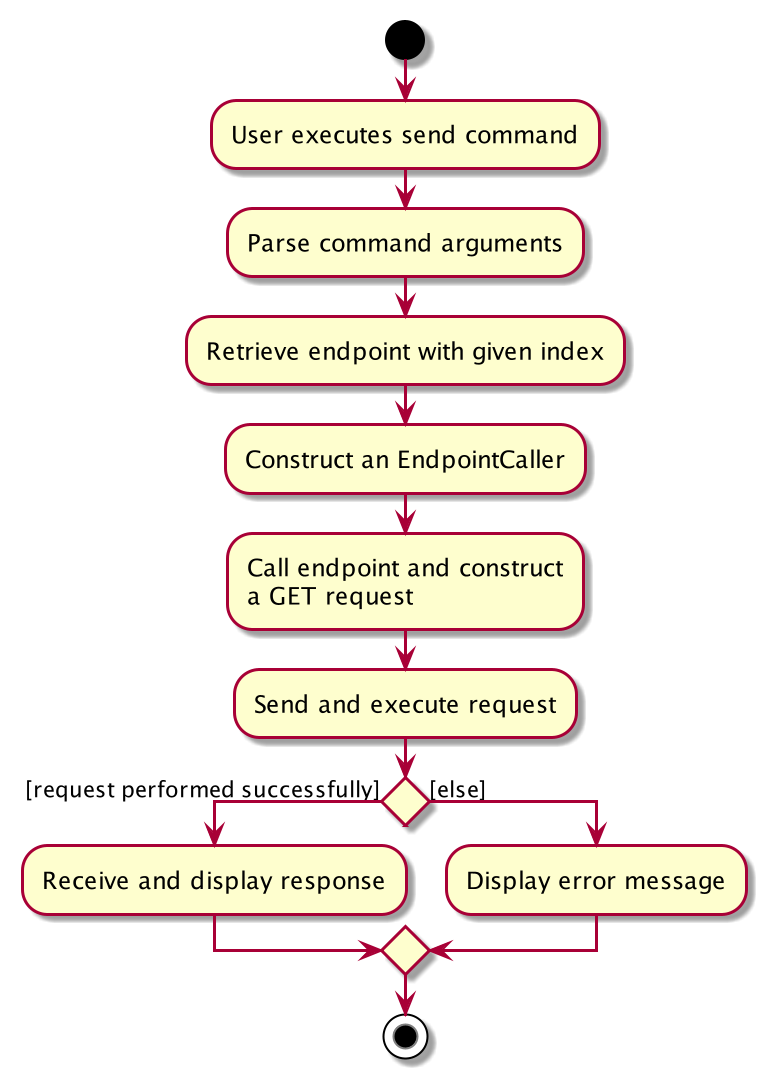 User executes send command
Parse command arguments
Retrieve endpoint with given index
Construct an EndpointCaller
Call endpoint and construct
a GET request
Send and execute request
[request performed successfully]
[else]
Receive and display response
Display error message